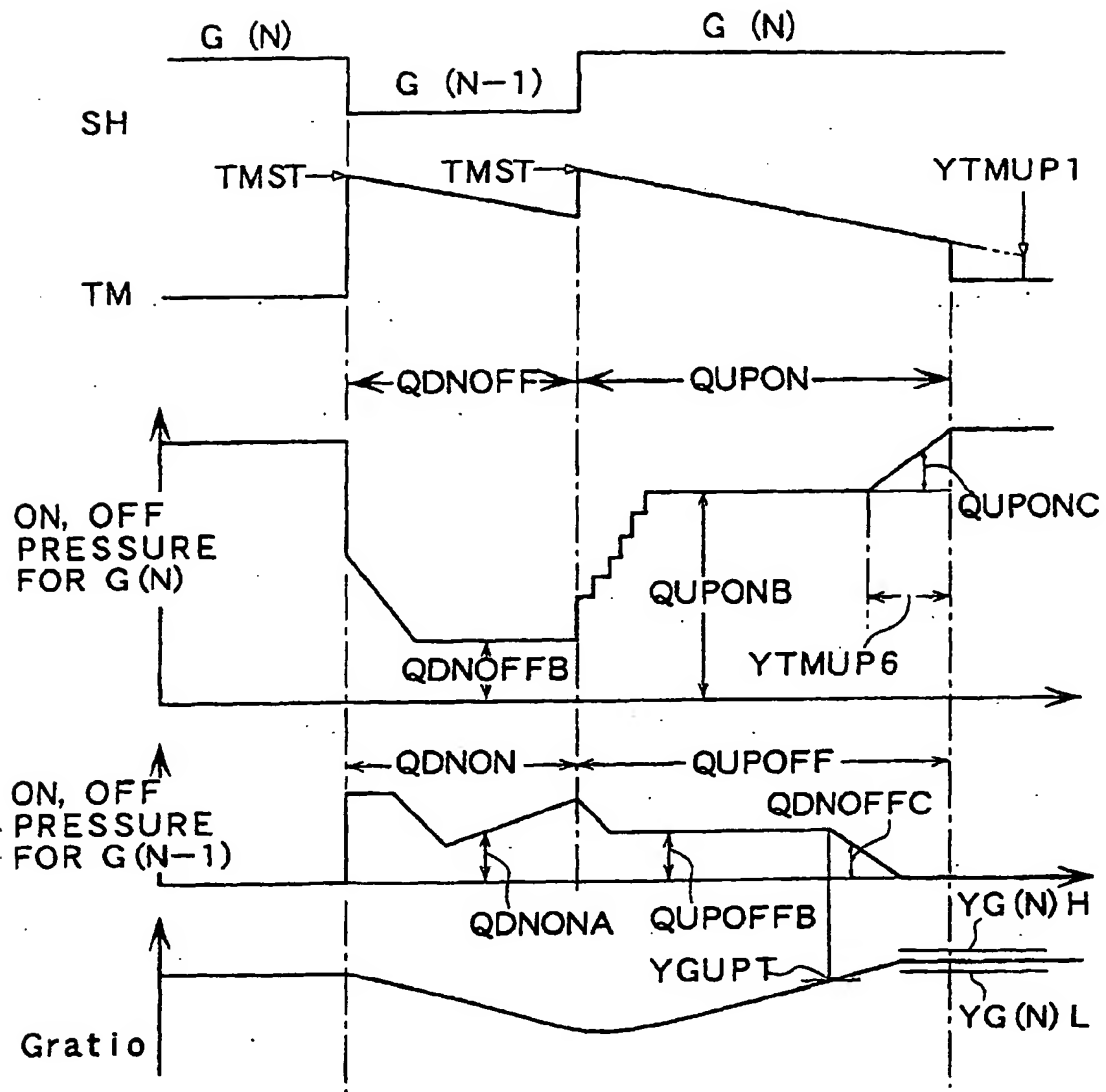 G (N)
G (N)
G (N-1)
SH
TMST
TMST
YTMUP1
TM
QDNOFF
QUPON
ON, OFF
PRESSURE
FOR G(N)
QUPONC
QUPONB
QDNOFFB
YTMUP6
QDNON
QUPOFF
ON, OFF
PRESSURE
FOR G(N-1)
QDNOFFC
QDNONA
QUPOFFB
YG(N)H
YGUPT
YG(N)L
Gratio